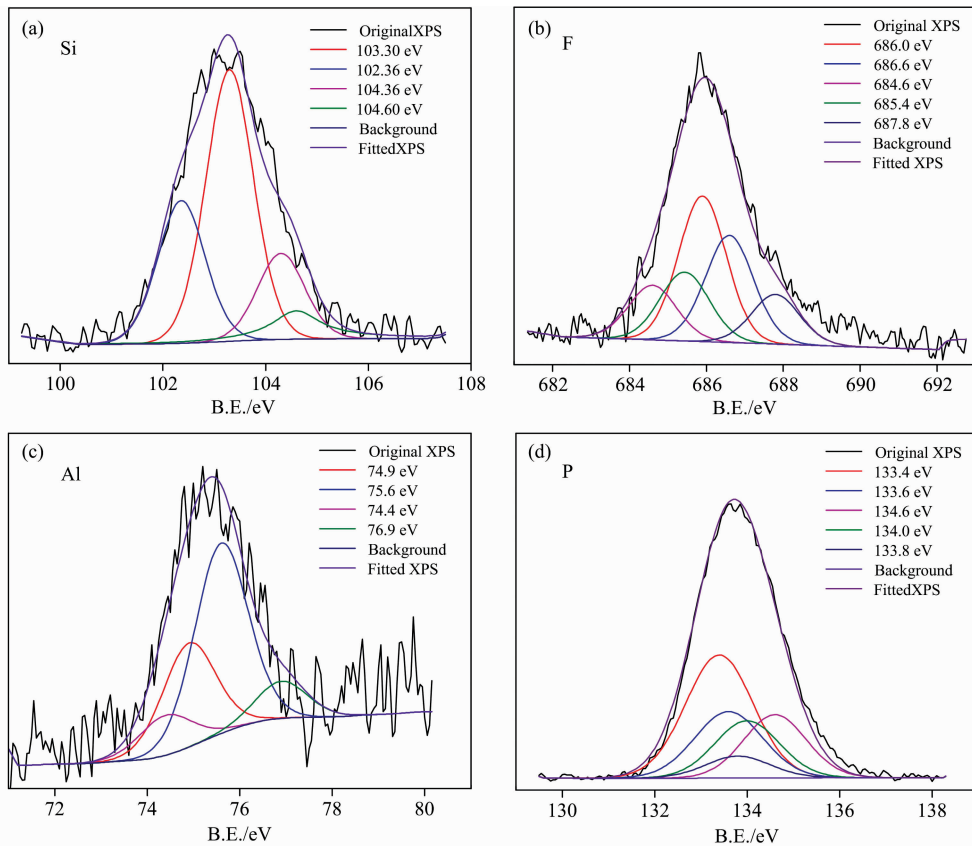 (a)
Si
OriginalXPS
103.30 eV
102.36 eV
104.36 eV
104.60 eV
Background
FittedXPS
100 102 104 106 108
B.E./eV
(b)
F
Original XPS
686.0 eV
686.6 eV
684.6 eV
685.4 eV
687.8 eV
Background
Fitted XPS
682 684 686 688 690 692
B.E./eV
(c)
Al
Original XPS
74.9 eV
75.6 eV
74.4 eV
76.9 eV
Background
Fitted XPS
72 74 76 78 80
B.E./eV
(d)
P
Original XPS
133.4 eV
133.6 eV
134.6 eV
134.0 eV
133.8 eV
Background
FittedXPS
130 132 134 136 138
B.E./eV